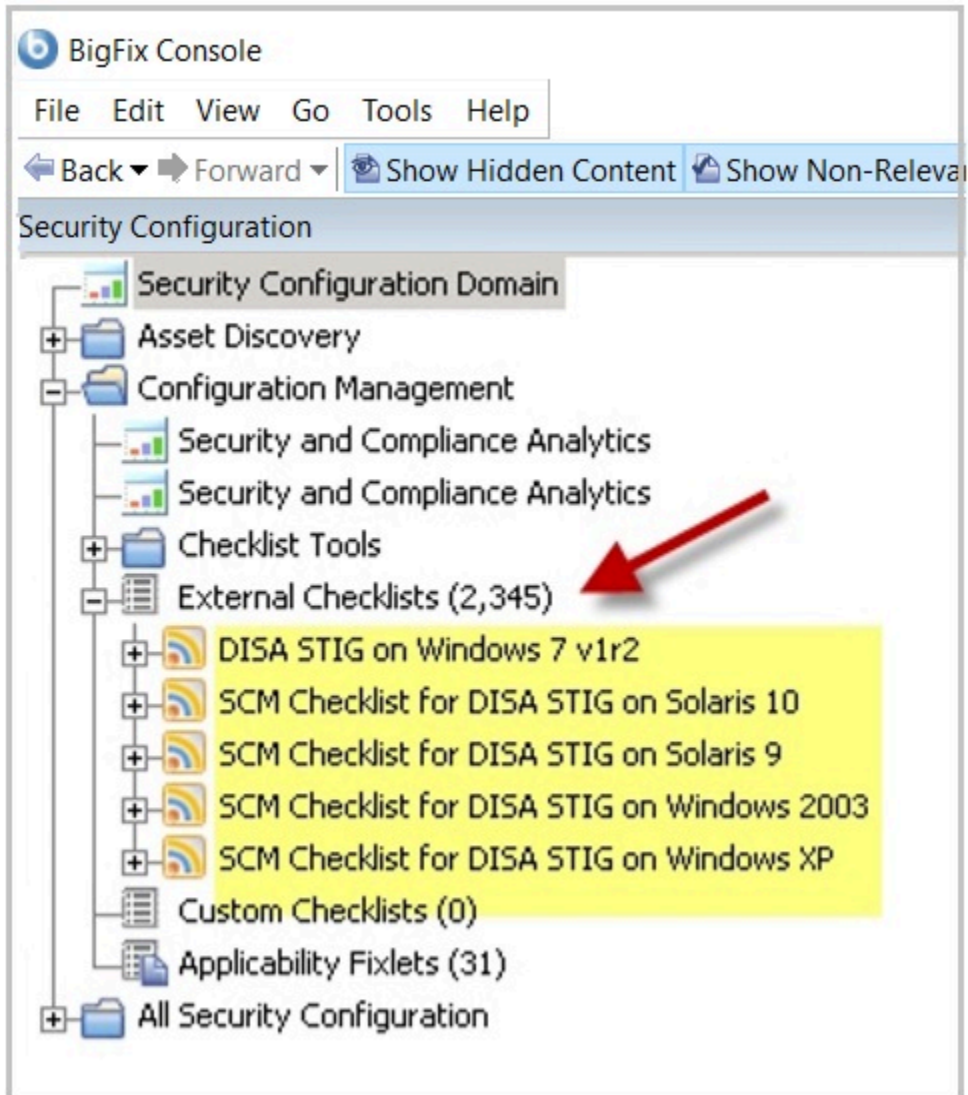 BigFix Console
File Edit View Go Tools Help
Back Forward Show Hidden Content Show Non-Releva
Security Configuration
Security Configuration Domain
Asset Discovery
Configuration Management
Security and Compliance Analytics
Security and Compliance Analytics
Checklist Tools
External Checklists (2,345)
DISA STIG on Windows 7 v1r2
SCM Checklist for DISA STIG on Solaris 10
SCM Checklist for DISA STIG on Solaris 9
SCM Checklist for DISA STIG on Windows 2003
SCM Checklist for DISA STIG on Windows XP
Custom Checklists (0)
Applicability Fixlets (31)
All Security Configuration